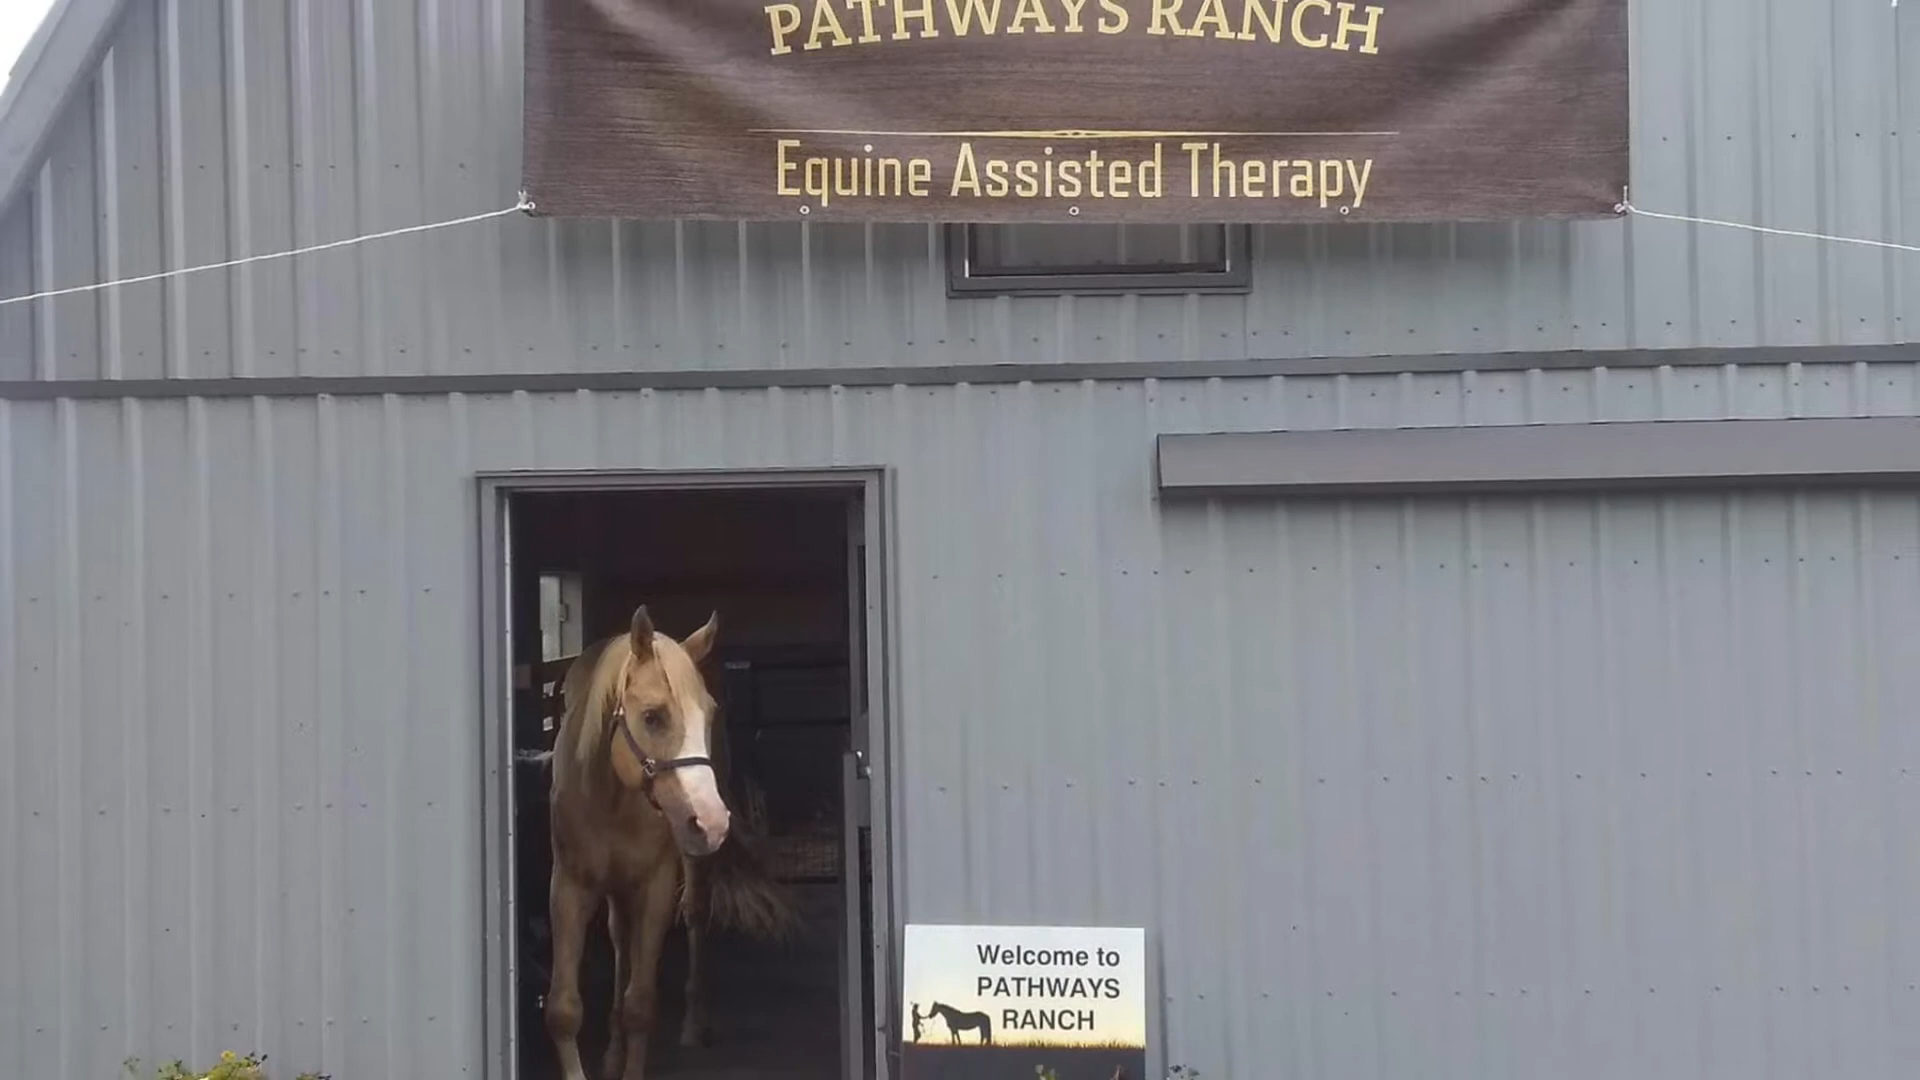 PATHWAYS RANCH
Equine Assisted Therapy
Welcome to
PATHWAYS
RANCH